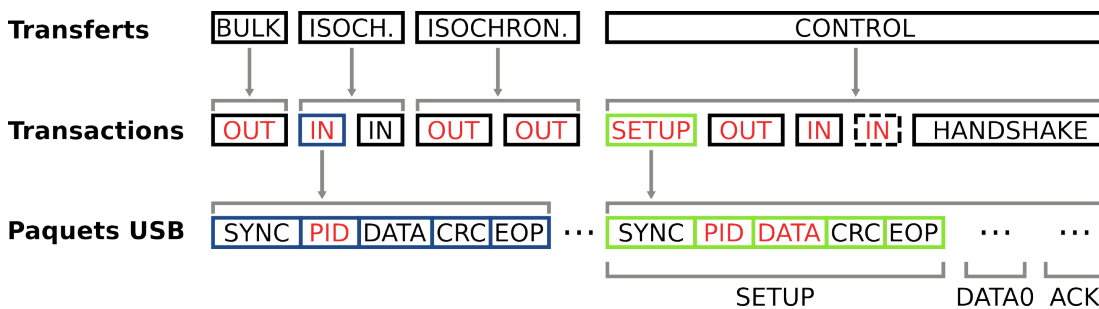 Transferts BULK ISOCH. ISOCHRON. CONTROL
Transactions OUT IN IN OUT OUT SETUP OUT IN IN HANDSHAKE
Paquets USB SYNC PID DATA CRC EOP ... SYNC PID DATA CRC EOP ... ...
SETUP DATA0 ACK